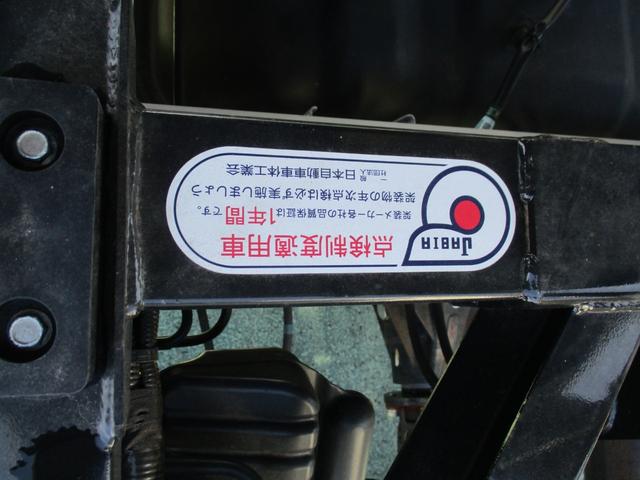 点検制度適用車
装装メーカー各社の品質保証は1年間です。
架装物の年次点検は必ず実施しましょう
一般社団法人 日本自動車車体工業会
JABIA